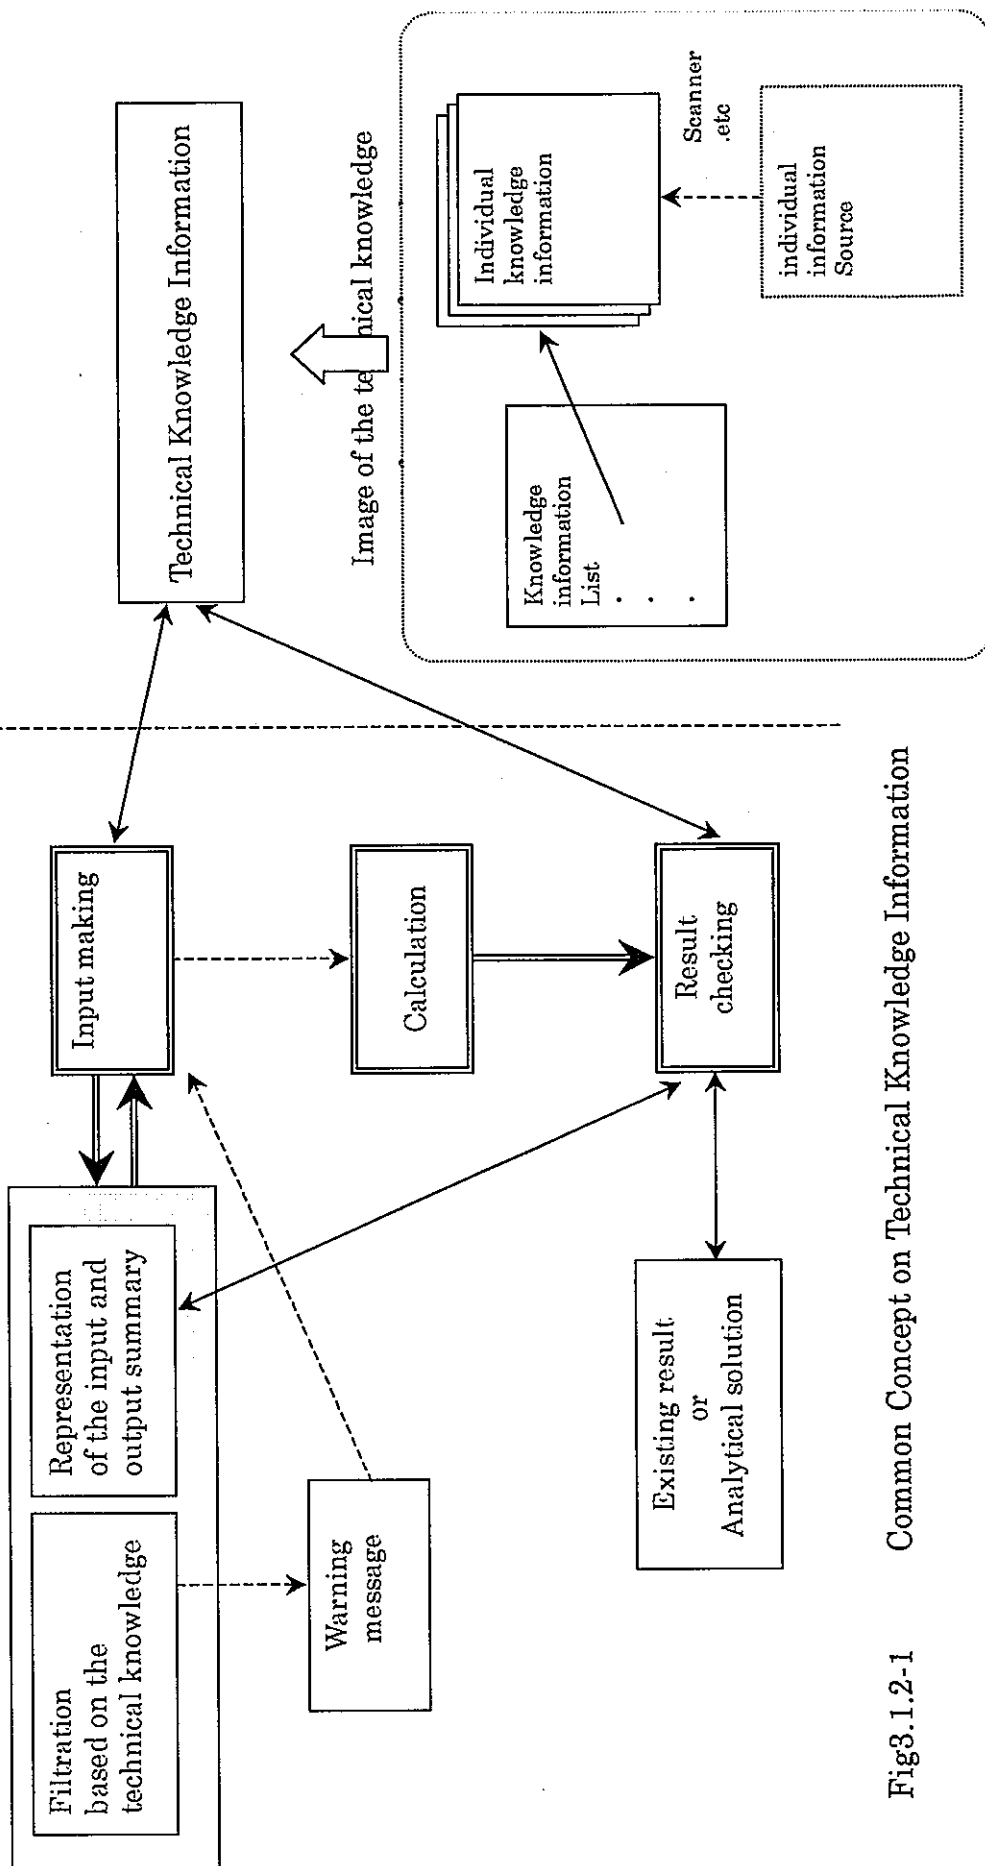 Filtration
based on the
technical knowledge
Representation
of the input and
output summary
Input making
Technical Knowledge Information
Warning
message
Calculation
Image of the technical knowledge
Existing result
or
Analytical solution
Result
checking
Knowledge
information
List
.
.
.
Individual
knowledge
information
Scanner
.etc
individual
information
Source
Fig3.1.2-1 Common Concept on Technical Knowledge Information